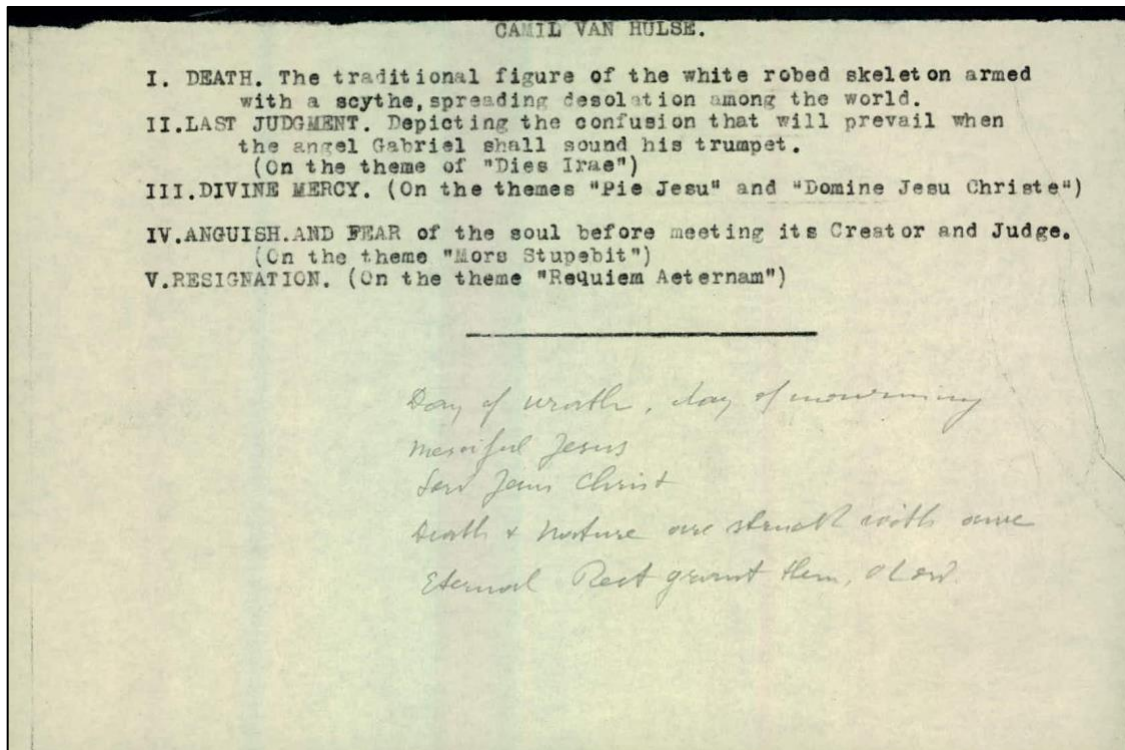 CAMIL VAN HULSE.
I. DEATH. The traditional figure of the white robed skeleton armed
with a scythe,spreading desolation among the world.
II.LAST JUDGMENT. Depicting the confusion that will prevail when
the angel Gabriel shall sound his trumpet.
(On the theme of "Dies Irae")
III.DIVINE MERCY. (On the themes "Pie Jesu" and "Domine Jesu Christe")
IV.ANGUISH.AND FEAR of the soul before meeting its Creator and Judge.
(On the theme "Mors Stupebit")
V.RESIGNATION. (On the theme "Requiem Aeternam")
Day of wrath, day of mourning
Merciful Jesus
Lord Jesus Christ
Death & Nature are struck with awe
Eternal Rest grant them, O Lord.